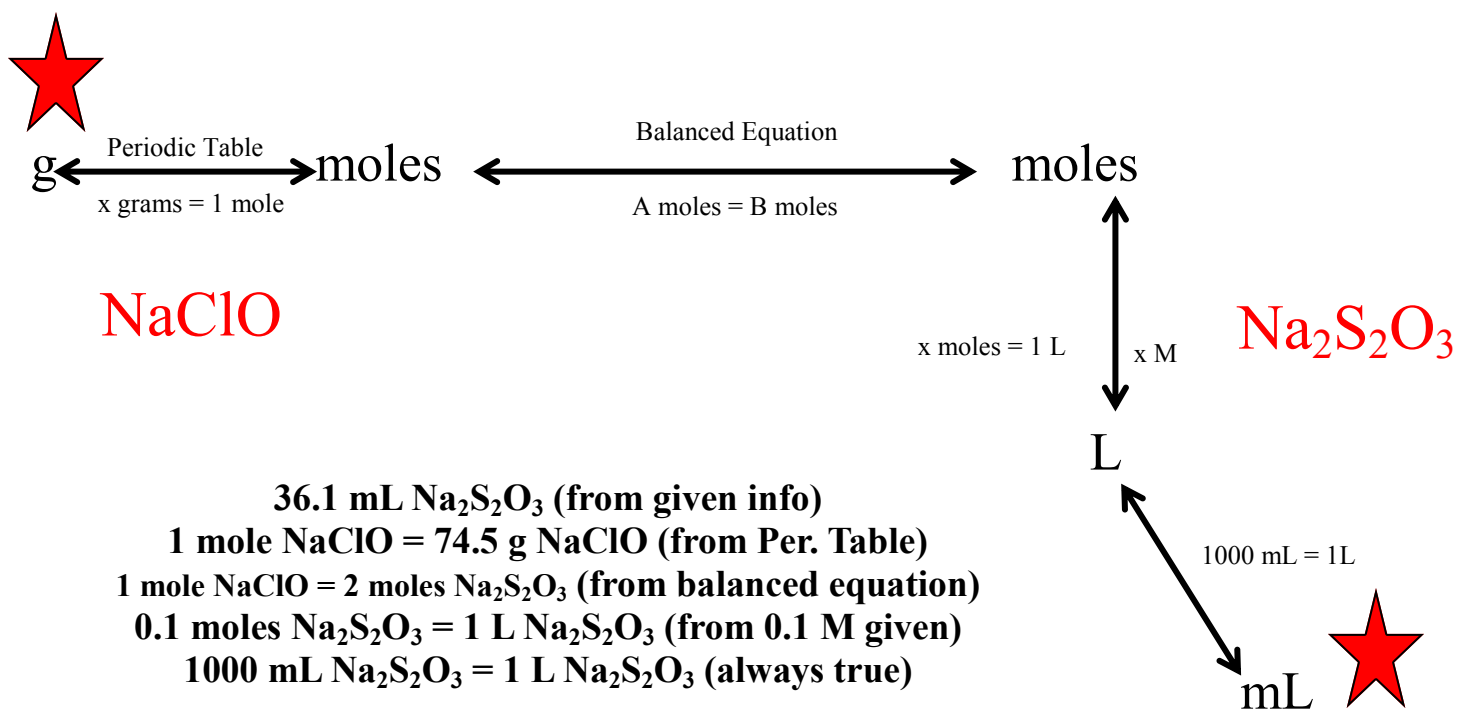 Balanced Equation
Periodic Table
g moles moles
x grams = 1 mole
A moles = B moles
NaClO
Na₂S₂O₃
x moles = 1 L x M
L
36.1 mL Na₂S₂O₃ (from given info)
1 mole NaClO = 74.5 g NaClO (from Per. Table)
1 mole NaClO = 2 moles Na₂S₂O₃ (from balanced equation)
0.1 moles Na₂S₂O₃ = 1 L Na₂S₂O₃ (from 0.1 M given)
1000 mL Na₂S₂O₃ = 1 L Na₂S₂O₃ (always true)
1000 mL = 1L
mL